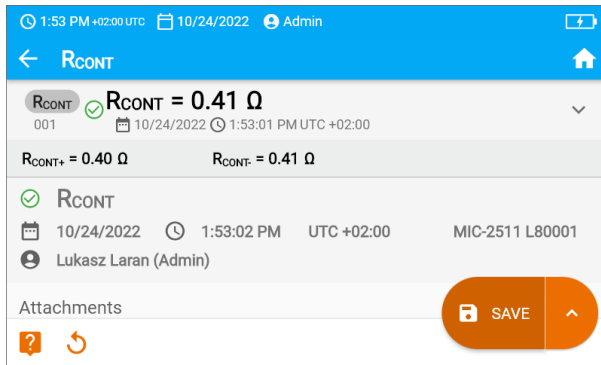 1:53 PM +02:00 UTC 10/24/2022 Admin
RCONT
RCONT RCONT = 0.41 Ω
001 10/24/2022 1:53:01 PM UTC +02:00
RCONT+ = 0.40 Ω RCONT- = 0.41 Ω
RCONT
10/24/2022 1:53:02 PM UTC +02:00 MIC-2511 L80001
Lukasz Laran (Admin)
Attachments
SAVE
?